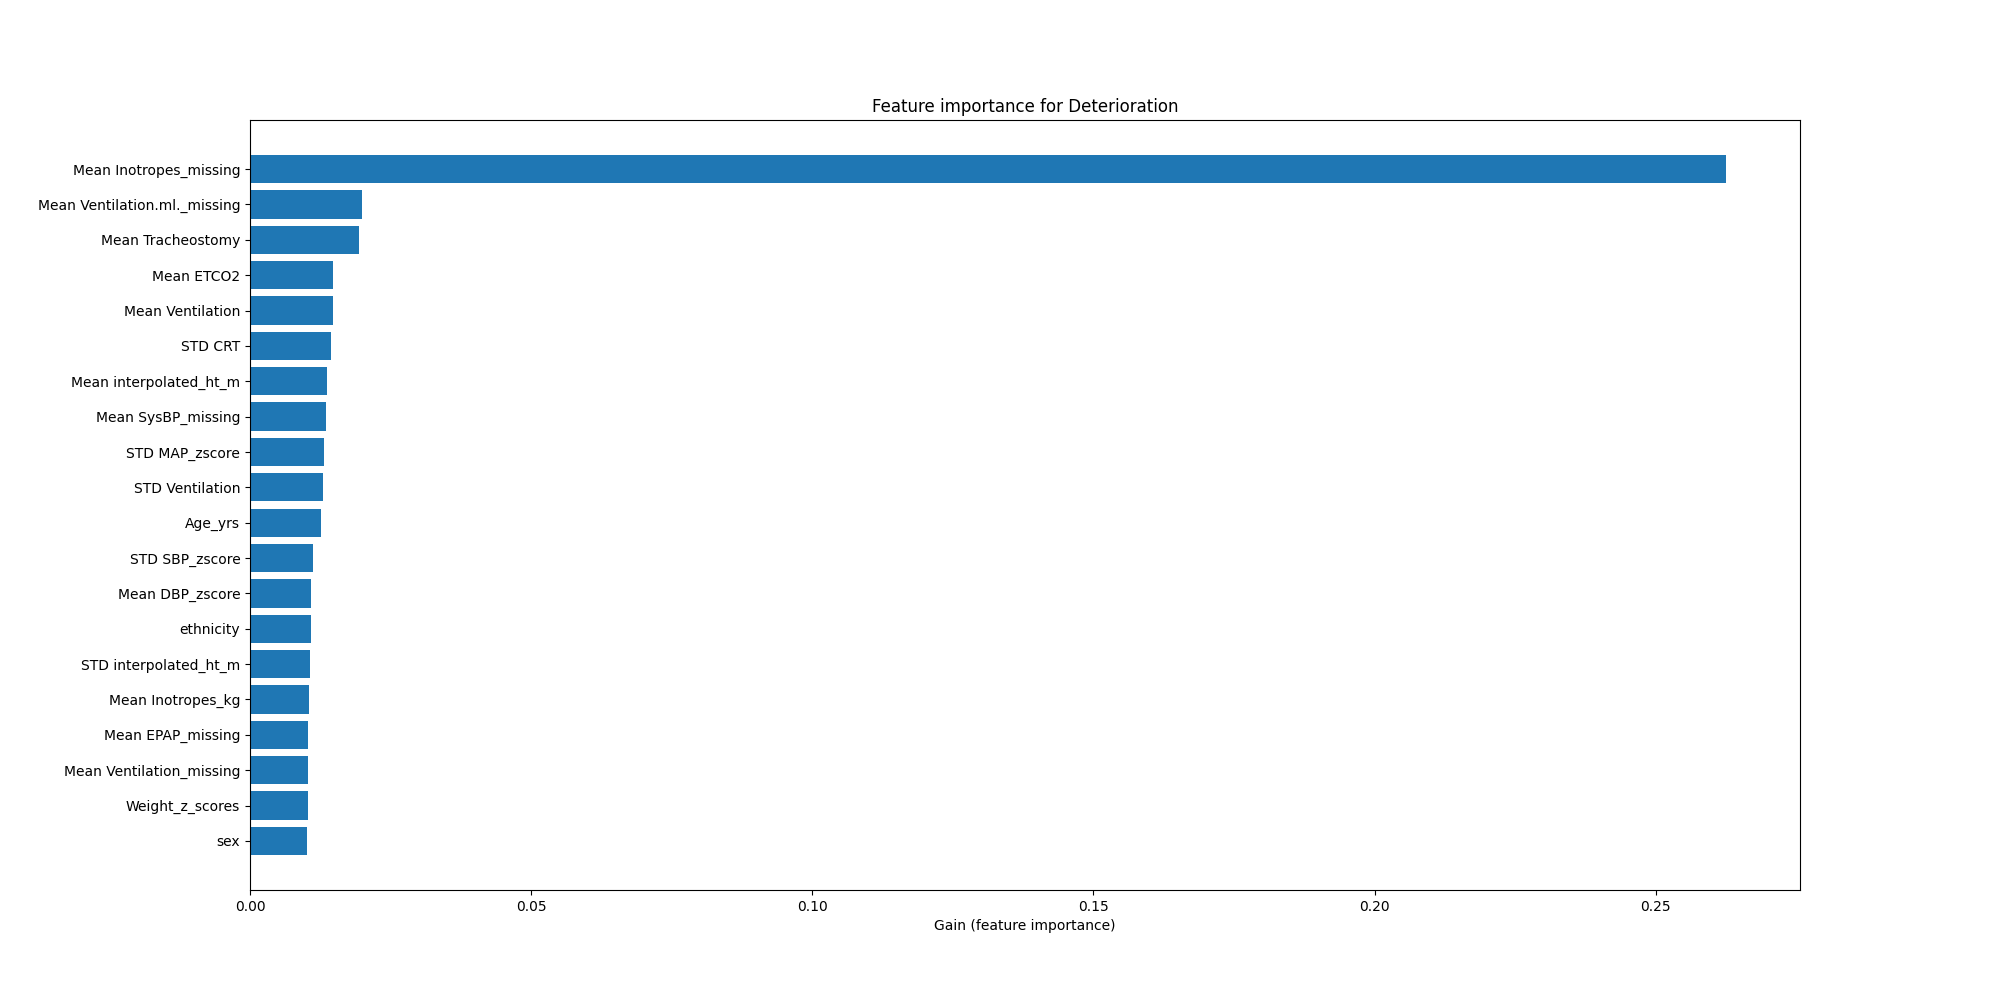 Feature importance for Deterioration
Mean Inotropes_missing
Mean Ventilation.ml._missing
Mean Tracheostomy
Mean ETCO2
Mean Ventilation
STD CRT
Mean interpolated_ht_m
Mean SysBP_missing
STD MAP_zscore
STD Ventilation
Age_yrs
STD SBP_zscore
Mean DBP_zscore
ethnicity
STD interpolated_ht_m
Mean Inotropes_kg
Mean EPAP_missing
Mean Ventilation_missing
Weight_z_scores
sex
0.00 0.05 0.10 0.15 0.20 0.25
Gain (feature importance)